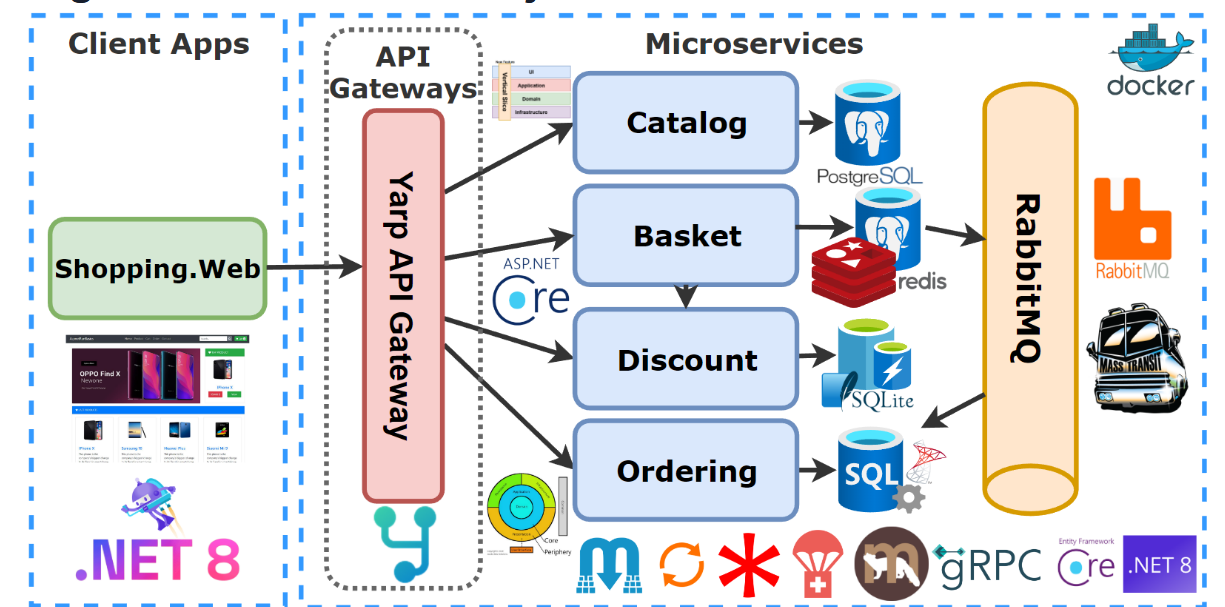 Client Apps
API
Gateways
Microservices
docker
UI
Application
Domain
Infrastructure
Vertical Slice
Catalog
PostgreSQL
Yarp API Gateway
Basket
redis
RabbitMQ
RabbitMQ
Shopping.Web
ASP.NET
Core
OPPO Find X
Discount
SQLite
MASS TRANSIT
Ordering
SQL
Core
Periphery
.NET 8
m
gRPC
Entity Framework
Core
.NET 8